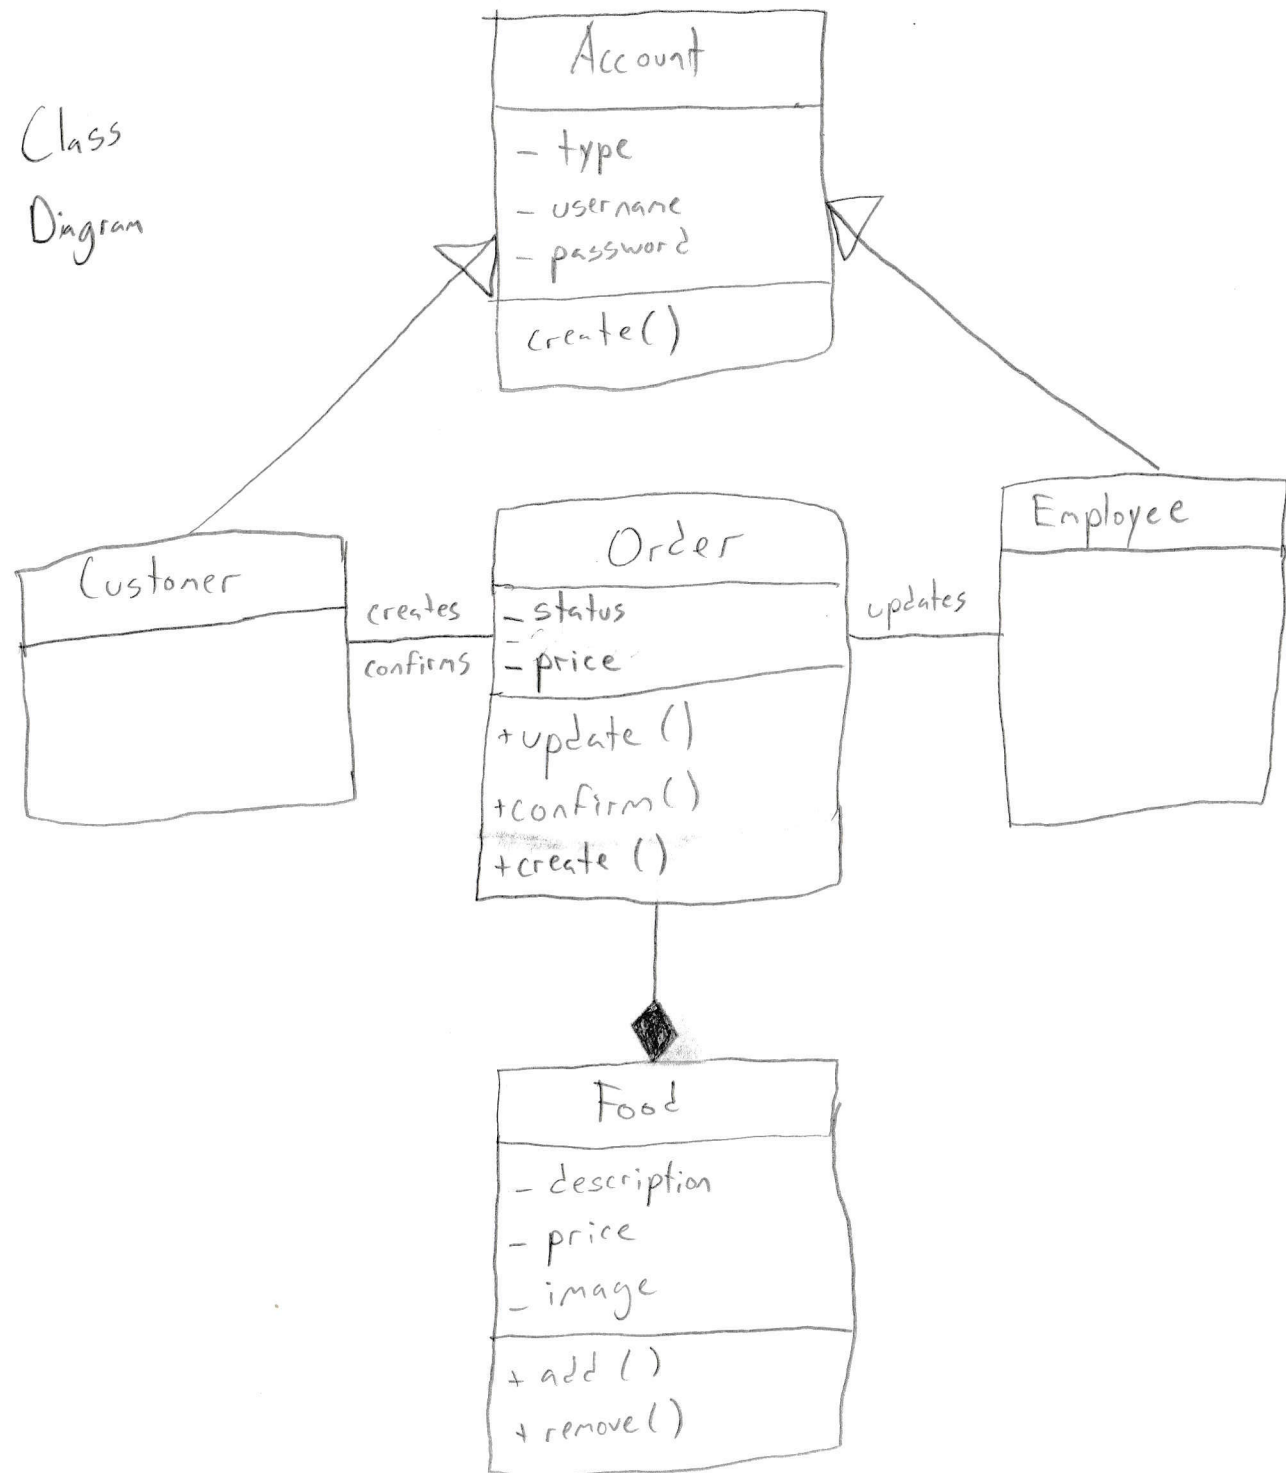 Class
Diagram
Account
- type
- username
- password
create()
Customer
creates
confirms
Order
- status
- price
+update ()
+confirm()
+create ()
updates
Employee
Food
- description
- price
- image
+ add ()
+ remove()